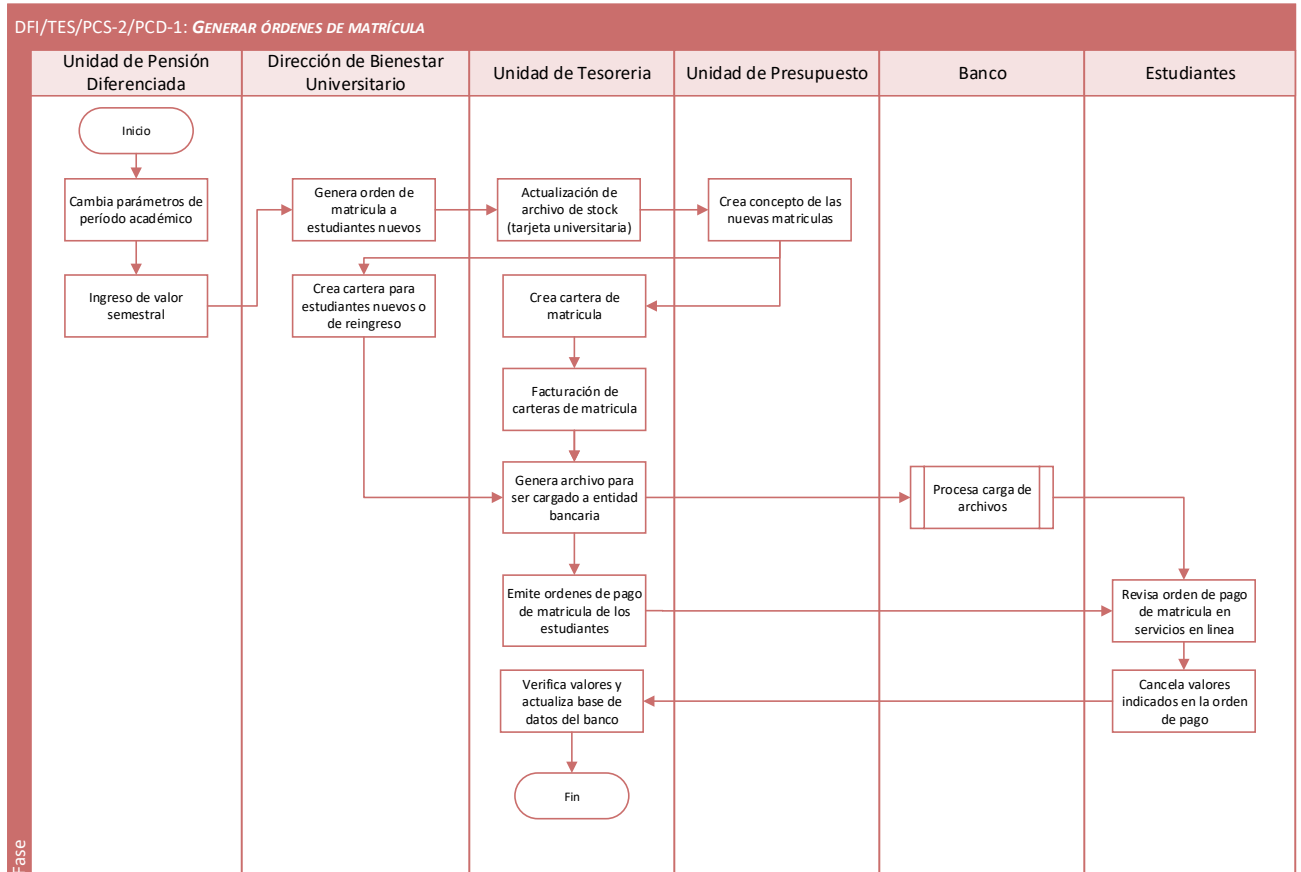 DFI/TES/PCS-2/PCD-1: GENERAR ÓRDENES DE MATRÍCULA
Unidad de Pensión
Diferenciada
Dirección de Bienestar
Universitario
Unidad de Tesoreria
Unidad de Presupuesto
Banco
Estudiantes
Inicio
Cambia parámetros de
período académico
Genera orden de
matricula a
estudiantes nuevos
Actualización de
archivo de stock
(tarjeta universitaria)
Crea concepto de las
nuevas matriculas
Ingreso de valor
semestral
Crea cartera para
estudiantes nuevos o
de reingreso
Crea cartera de
matricula
Facturación de
carteras de matricula
Genera archivo para
ser cargado a entidad
bancaria
Procesa carga de
archivos
Emite ordenes de pago
de matricula de los
estudiantes
Revisa orden de pago
de matricula en
servicios en linea
Verifica valores y
actualiza base de
datos del banco
Cancela valores
indicados en la orden
de pago
Fin
Fase